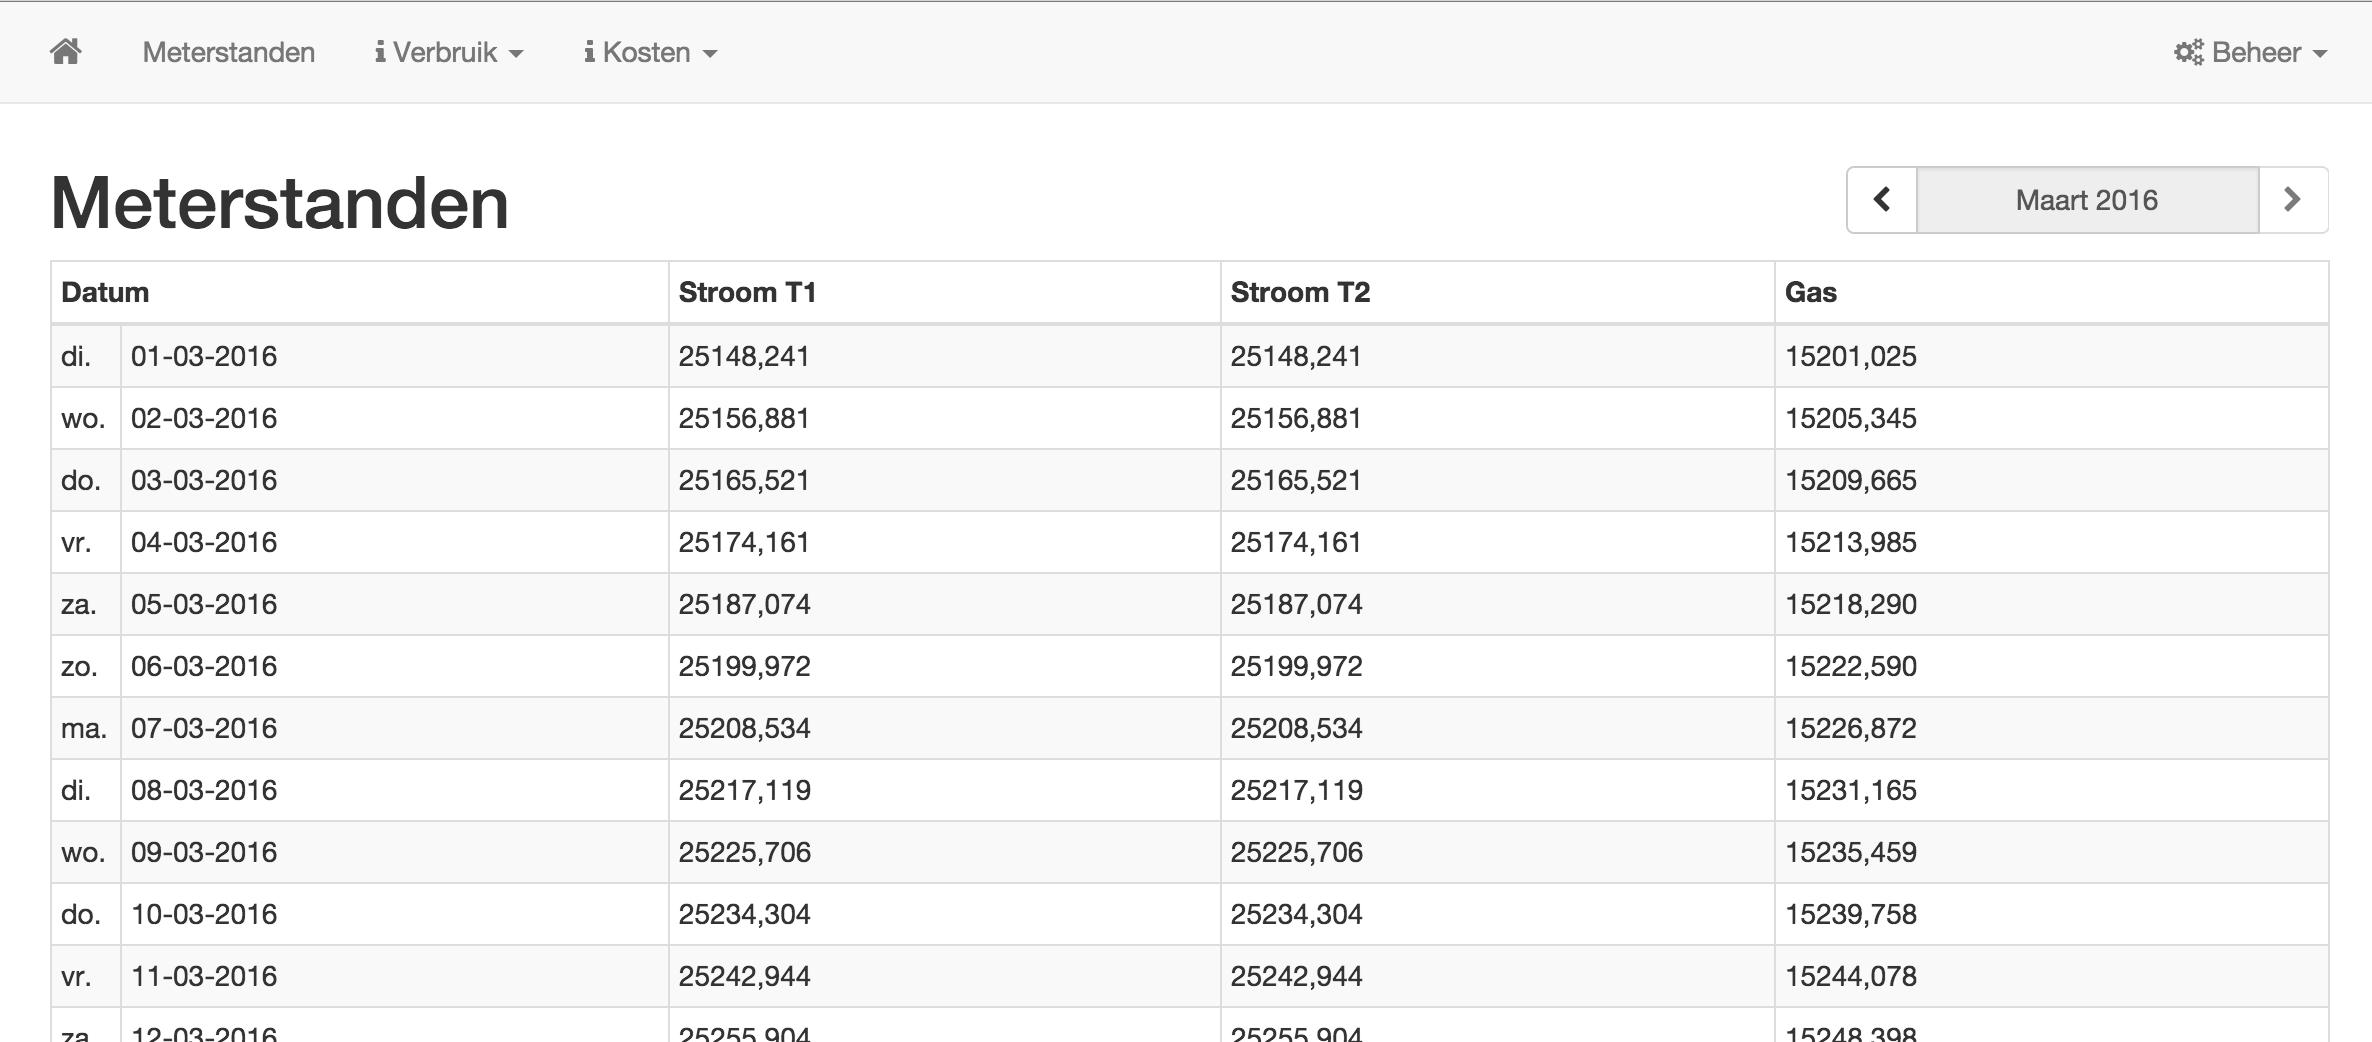 Meterstanden Verbruik Kosten Beheer
Meterstanden Maart 2016
Datum Stroom T1 Stroom T2 Gas
di. 01-03-2016 25148,241 25148,241 15201,025
wo. 02-03-2016 25156,881 25156,881 15205,345
do. 03-03-2016 25165,521 25165,521 15209,665
vr. 04-03-2016 25174,161 25174,161 15213,985
za. 05-03-2016 25187,074 25187,074 15218,290
zo. 06-03-2016 25199,972 25199,972 15222,590
ma. 07-03-2016 25208,534 25208,534 15226,872
di. 08-03-2016 25217,119 25217,119 15231,165
wo. 09-03-2016 25225,706 25225,706 15235,459
do. 10-03-2016 25234,304 25234,304 15239,758
vr. 11-03-2016 25242,944 25242,944 15244,078
za 12-03-2016 25255,904 25255,904 15248,398